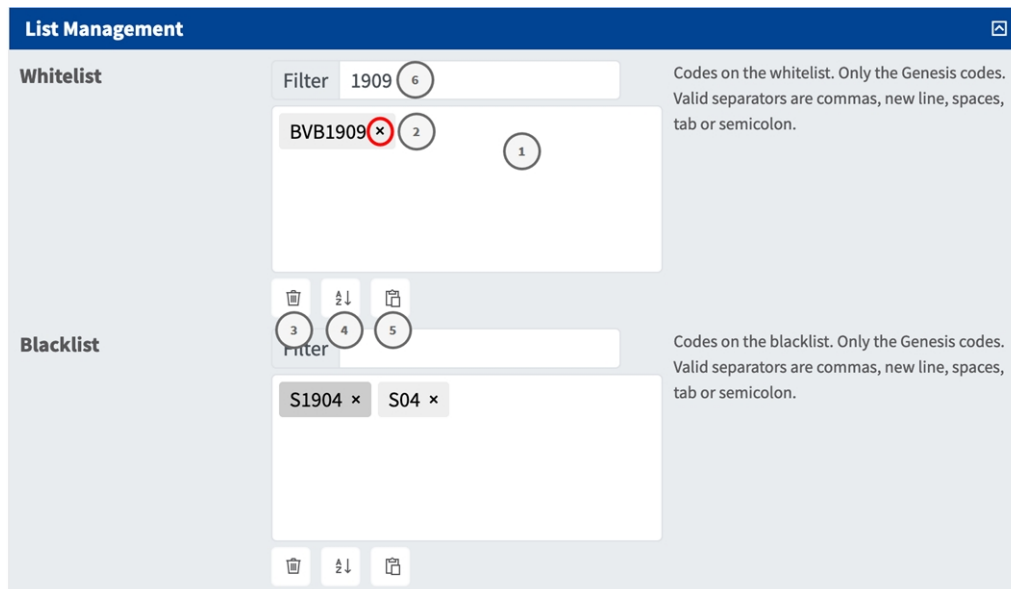 List Management
Whitelist
Filter 1909 6
Codes on the whitelist. Only the Genesis codes.
Valid separators are commas, new line, spaces,
tab or semicolon.
BVB1909 × 2
1
3 4 5
Blacklist
Filter
Codes on the blacklist. Only the Genesis codes.
Valid separators are commas, new line, spaces,
tab or semicolon.
S1904 × S04 ×